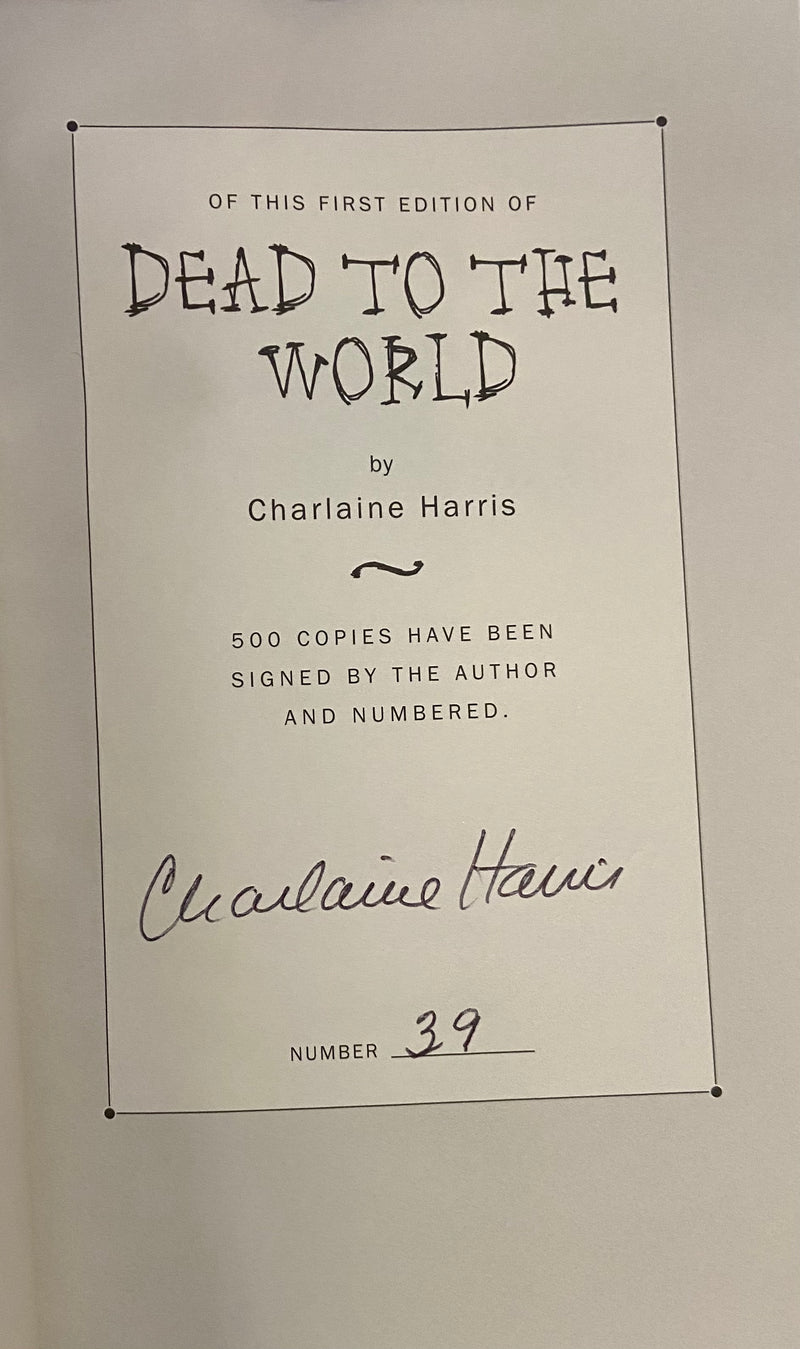 OF THIS FIRST EDITION OF
DEAD TO THE
WORLD
by
Charlaine Harris
500 COPIES HAVE BEEN
SIGNED BY THE AUTHOR
AND NUMBERED.
Charlaine Harris
NUMBER 39